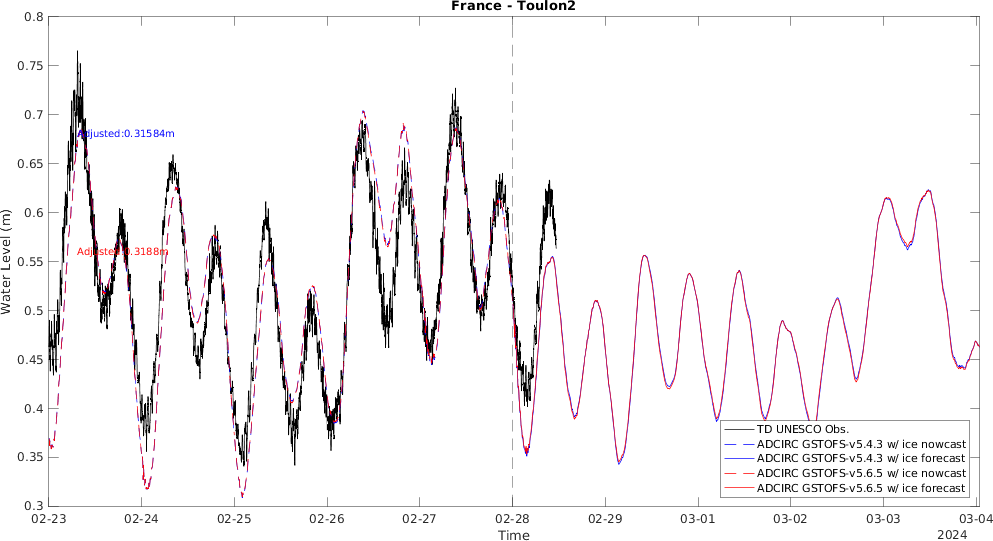 France - Toulon2
0.8
0.75
0.7
0.65
0.6
0.55
0.5
0.45
0.4
0.35
0.3
Water Level (m)
Adjusted:0.31584m
Adjusted:0.3188m
TD UNESCO Obs.
ADCIRC GSTOFS-v5.4.3 w/ ice nowcast
ADCIRC GSTOFS-v5.4.3 w/ ice forecast
ADCIRC GSTOFS-v5.6.5 w/ ice nowcast
ADCIRC GSTOFS-v5.6.5 w/ ice forecast
02-23 02-24 02-25 02-26 02-27 02-28 02-29 03-01 03-02 03-03 03-04
Time
2024